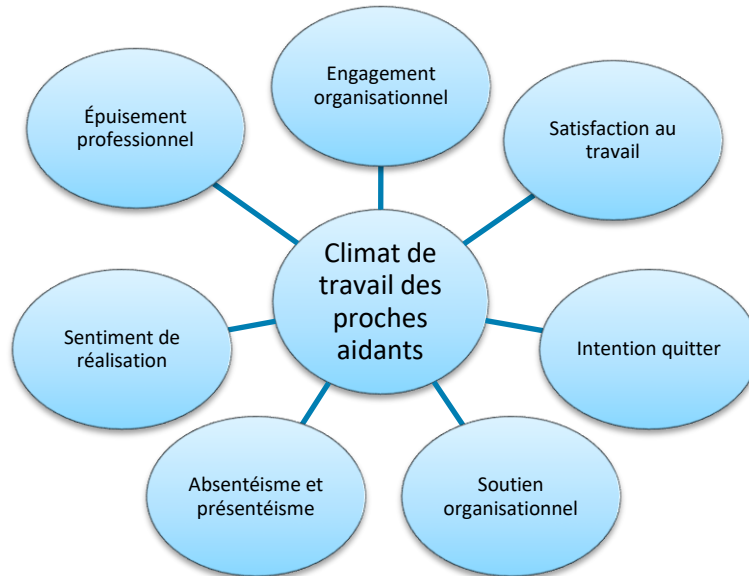 Engagement
organisationnel
Épuisement
professionnel
Satisfaction au
travail
Climat de
travail des
proches
aidants
Sentiment de
réalisation
Intention quitter
Absentéisme et
présentéisme
Soutien
organisationnel